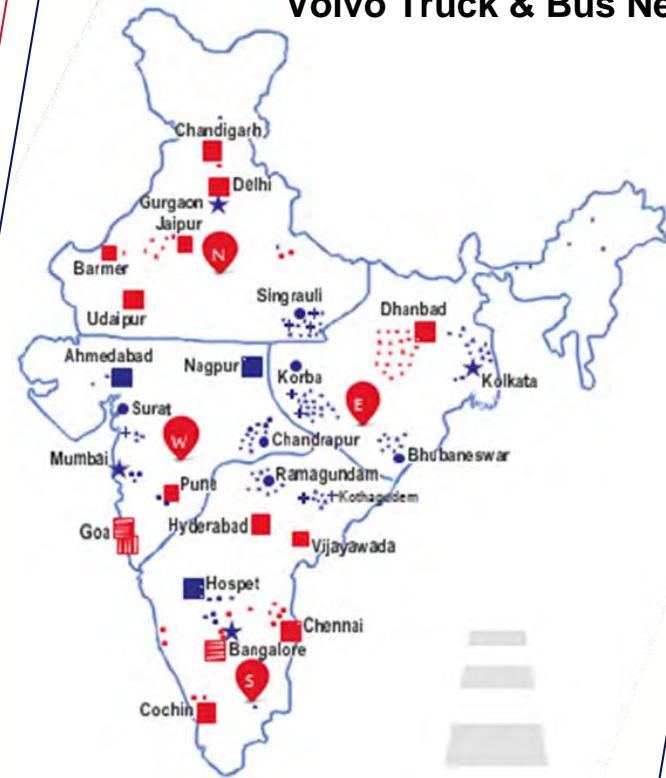 Volvo Truck & Bus Ne
Chandigarh
Delhi
Gurgaon
Jaipur
N
Barmer
Udaipur
Singrauli
Dhanbad
Ahmedabad
Nagpur
Korba
Kolkata
Surat
E
W
Chandrapur
Bhubaneswar
Mumbai
Ramagundam
Pune
Kothagudem
Goa
Hyderabad
Vijayawada
Hospet
Chennai
Bangalore
S
Cochin